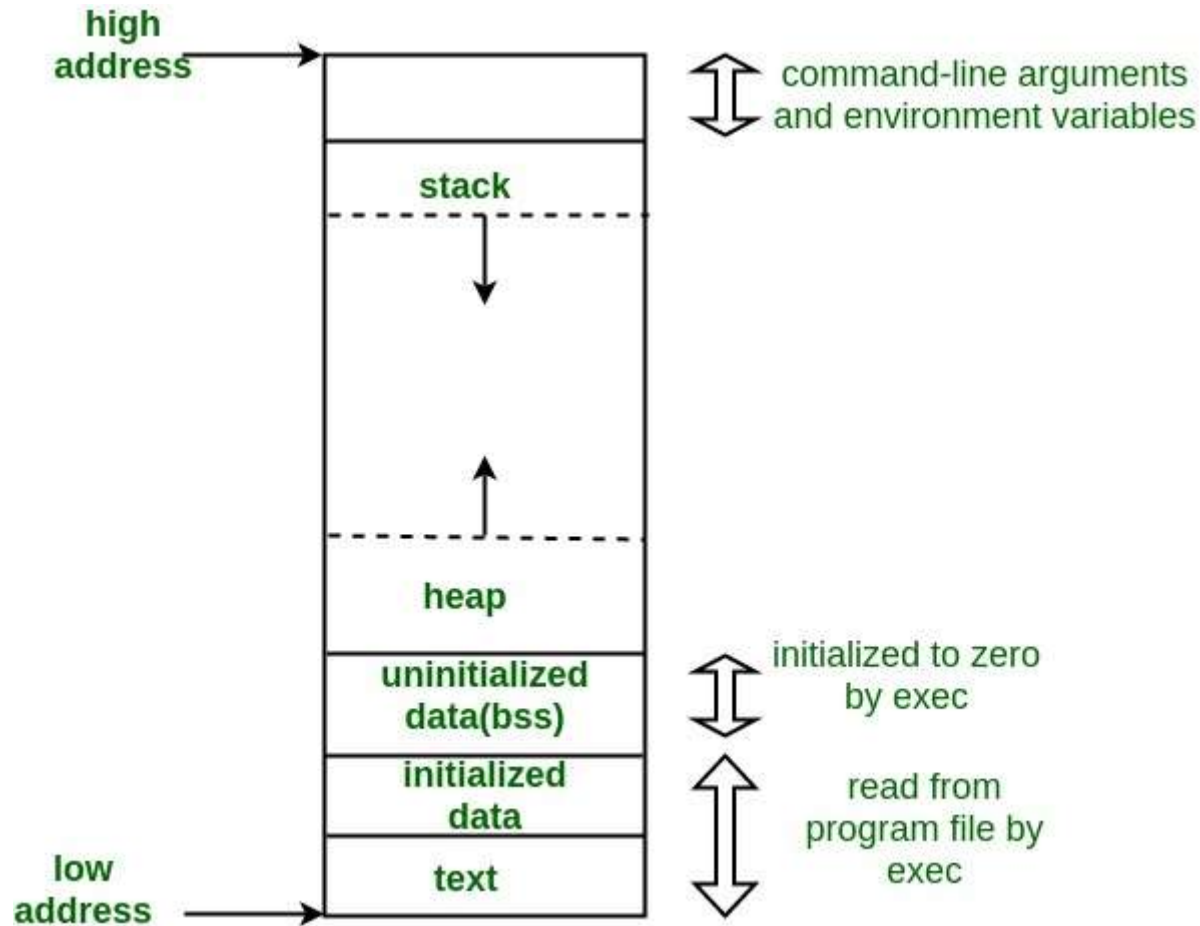 high
address
command-line arguments
and environment variables
stack
heap
uninitialized
data(bss)
initialized to zero
by exec
initialized
data
read from
program file by
exec
text
low
address